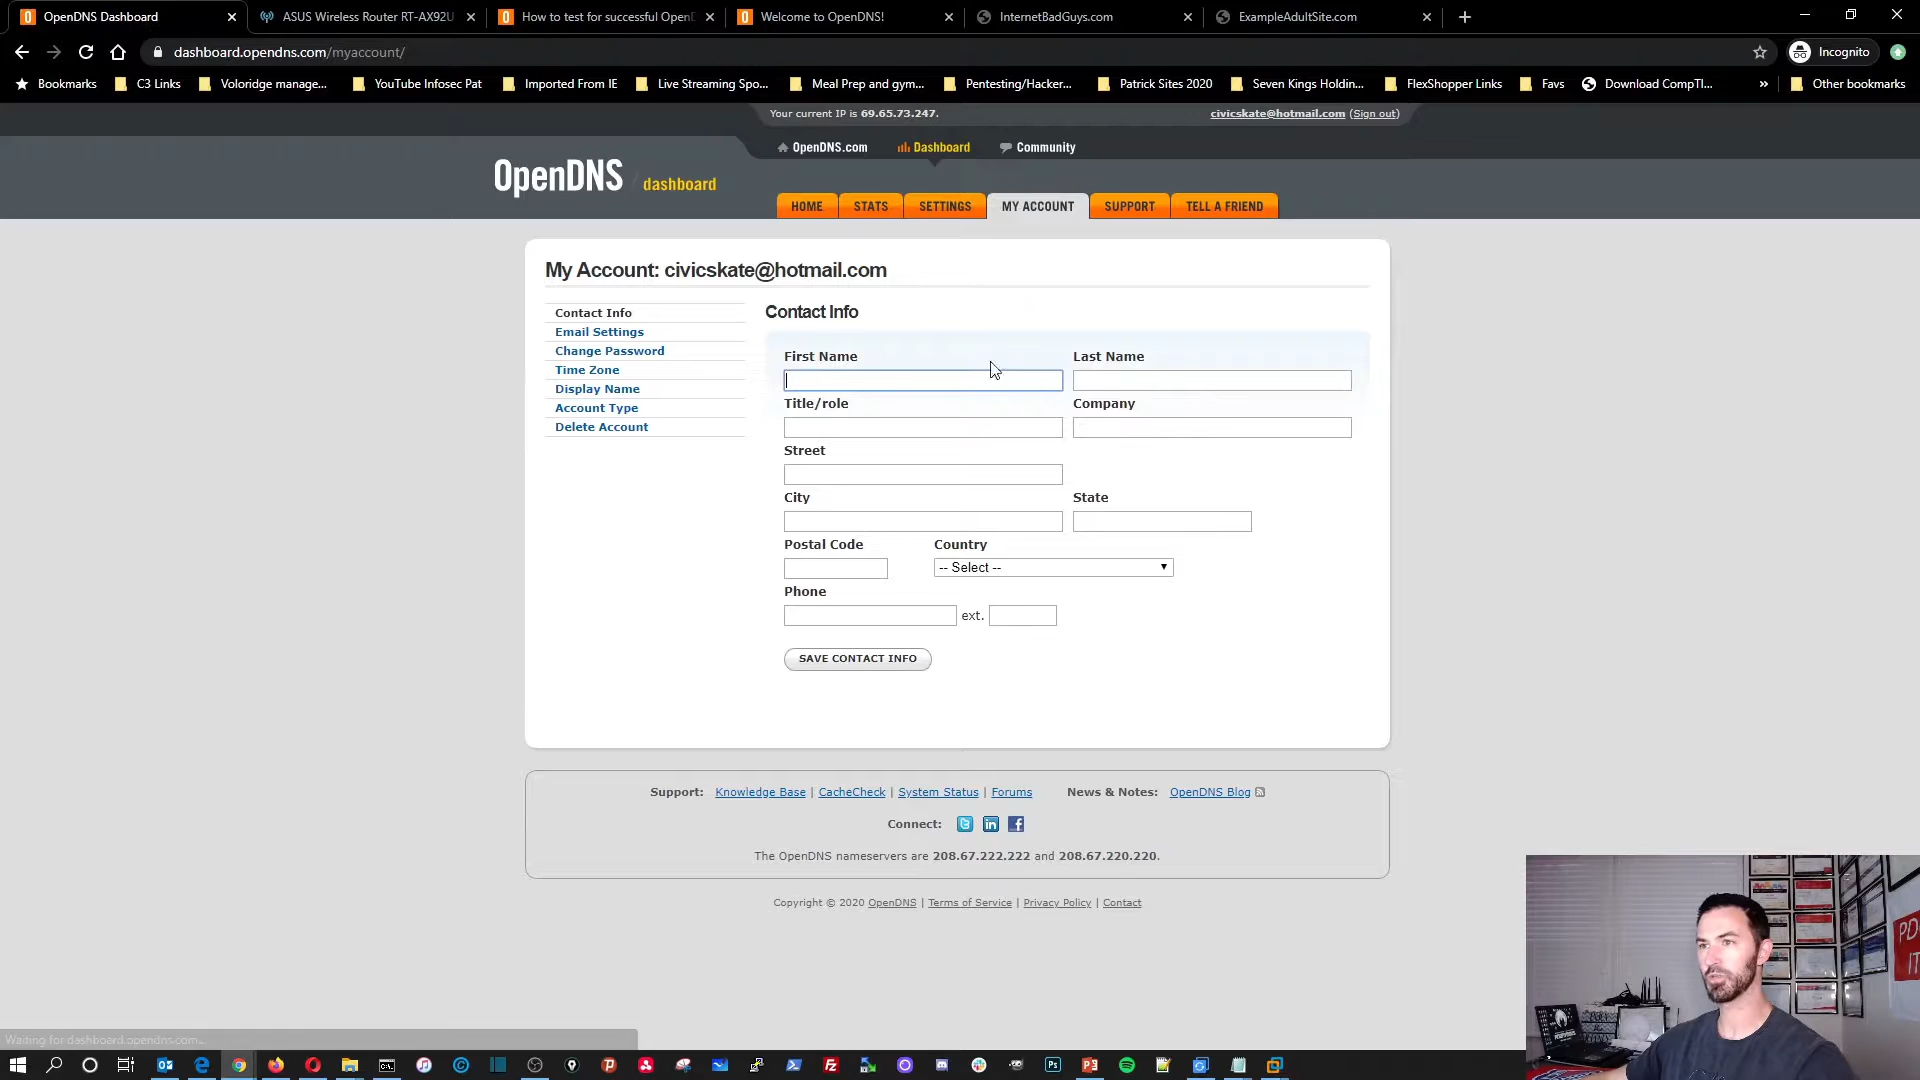 OpenDNS Dashboard
ASUS Wireless Router RT-AX92U
How to test for successful OpenD
Welcome to OpenDNS!
InternetBadGuys.com
ExampleAdultSite.com
dashboard.opendns.com/myaccount/
Incognito
Bookmarks
C3 Links
Voloridge manage...
YouTube Infosec Pat
Imported From IE
Live Streaming Spo...
Meal Prep and gym...
Pentesting/Hacker...
Patrick Sites 2020
Seven Kings Holdin...
FlexShopper Links
Favs
Download CompTI...
»
Other bookmarks
Your current IP is 69.65.73.247.
civicskate@hotmail.com (Sign out)
OpenDNS.com
Dashboard
Community
OpenDNS / dashboard
HOME
STATS
SETTINGS
MY ACCOUNT
SUPPORT
TELL A FRIEND
My Account: civicskate@hotmail.com
Contact Info
Email Settings
Change Password
Time Zone
Display Name
Account Type
Delete Account
Contact Info
First Name
Last Name
Title/role
Company
Street
City
State
Postal Code
Country
-- Select --
Phone
ext.
SAVE CONTACT INFO
Support: Knowledge Base | CacheCheck | System Status | Forums
News & Notes: OpenDNS Blog
Connect:
The OpenDNS nameservers are 208.67.222.222 and 208.67.220.220.
Copyright © 2020 OpenDNS | Terms of Service | Privacy Policy | Contact
Waiting for dashboard.opendns.com...